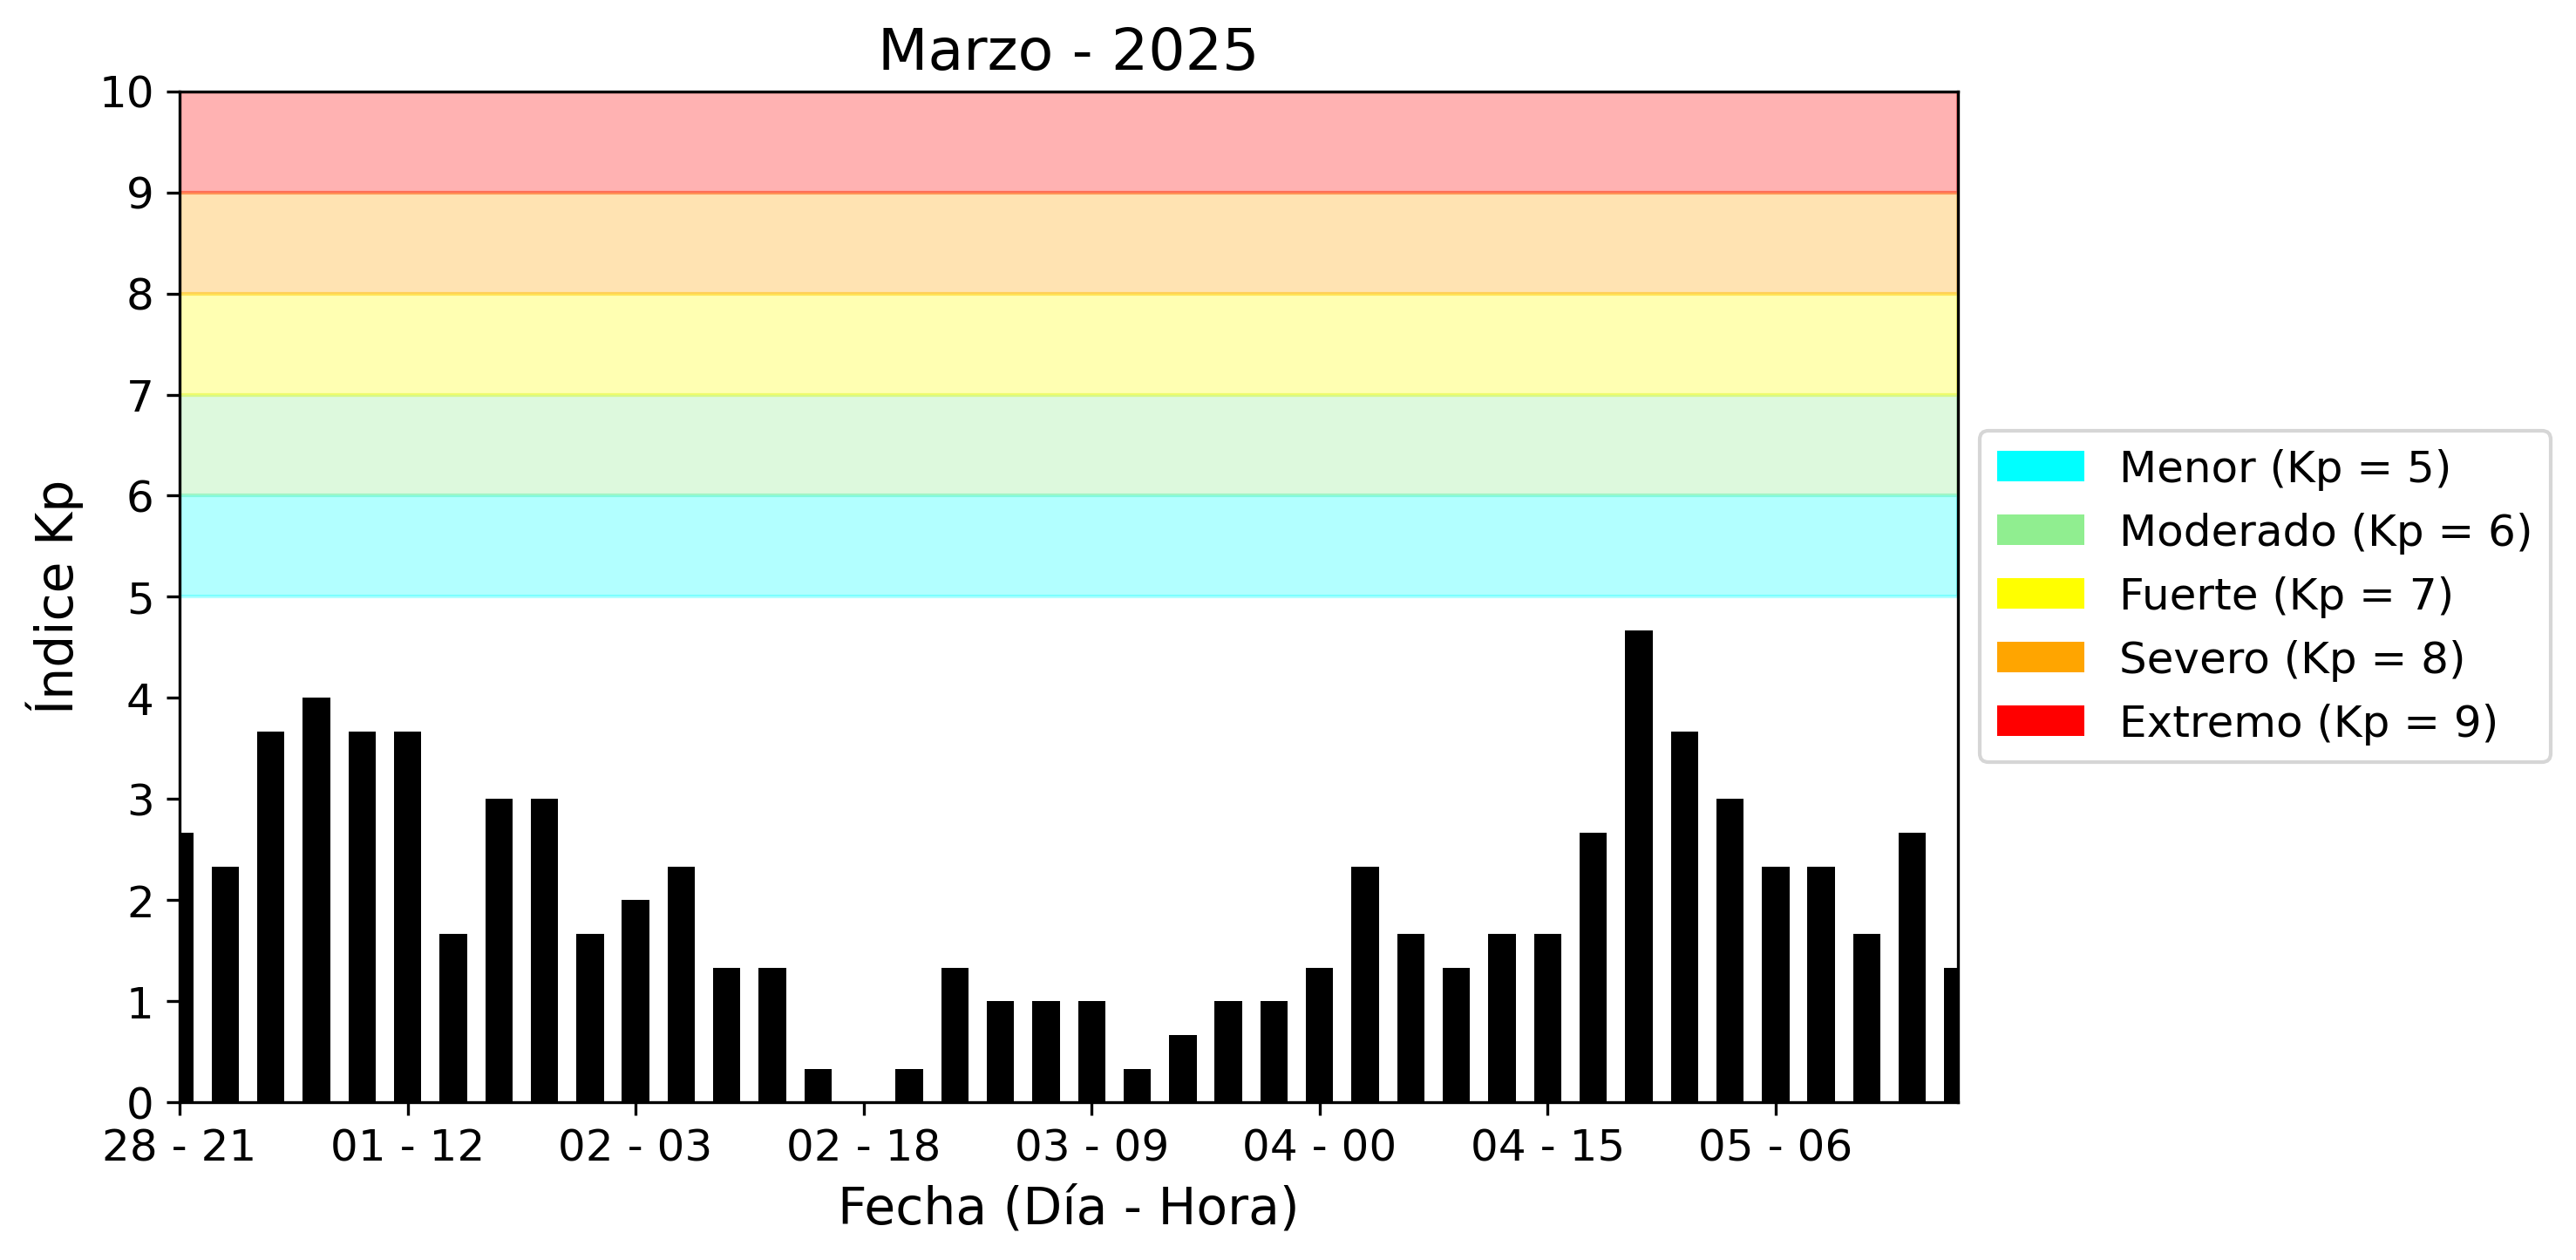 Marzo - 2025
10
9
8
7
6
5
4
3
2
1
0
Índice Kp
28 - 21
01 - 12
02 - 03
02 - 18
03 - 09
04 - 00
04 - 15
05 - 06
Fecha (Día - Hora)
Menor (Kp = 5)
Moderado (Kp = 6)
Fuerte (Kp = 7)
Severo (Kp = 8)
Extremo (Kp = 9)